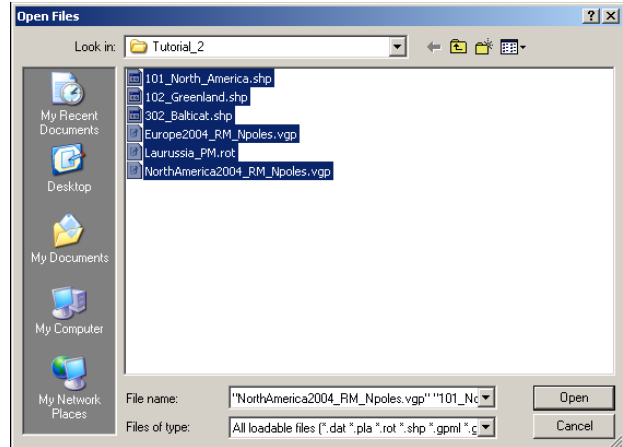 Open Files
Look in: Tutorial_2
101_North_America.shp
102_Greenland.shp
302_Balticat.shp
Europe2004_RM_Npoles.vgp
Laurussia_PM.rot
NorthAmerica2004_RM_Npoles.vgp
My Recent
Documents
Desktop
My Documents
My Computer
My Network
Places
File name: "NorthAmerica2004_RM_Npoles.vgp" "101_Nc Open
Files of type: All loadable files (*.dat *.pla *.rot *.shp *.gpml *.g Cancel